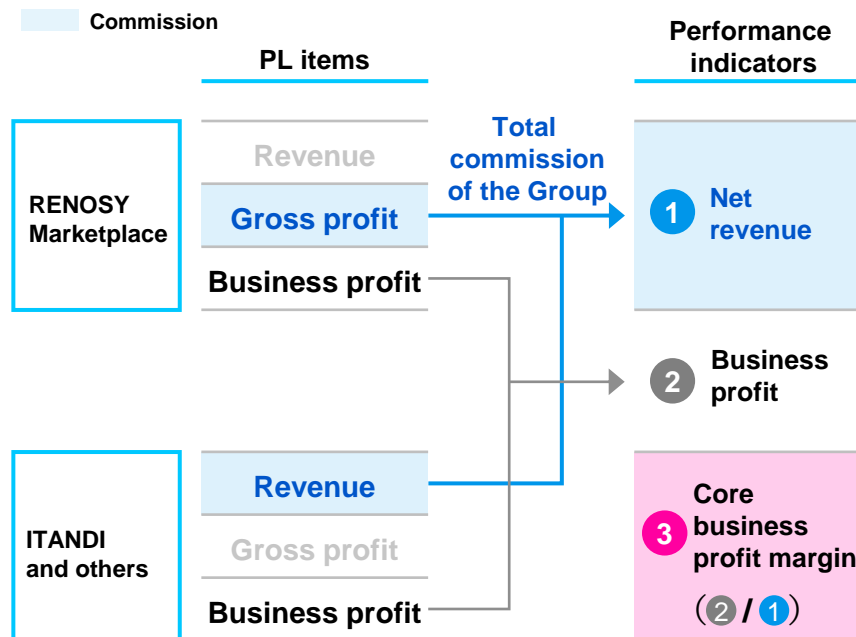 Commission
PL items
Performance
indicators
RENOSY
Marketplace
Revenue
Gross profit
Business profit
Total
commission
of the Group
1
Net
revenue
2
Business
profit
ITANDI
and others
Revenue
Gross profit
Business profit
3
Core
business
profit margin
(2/1)